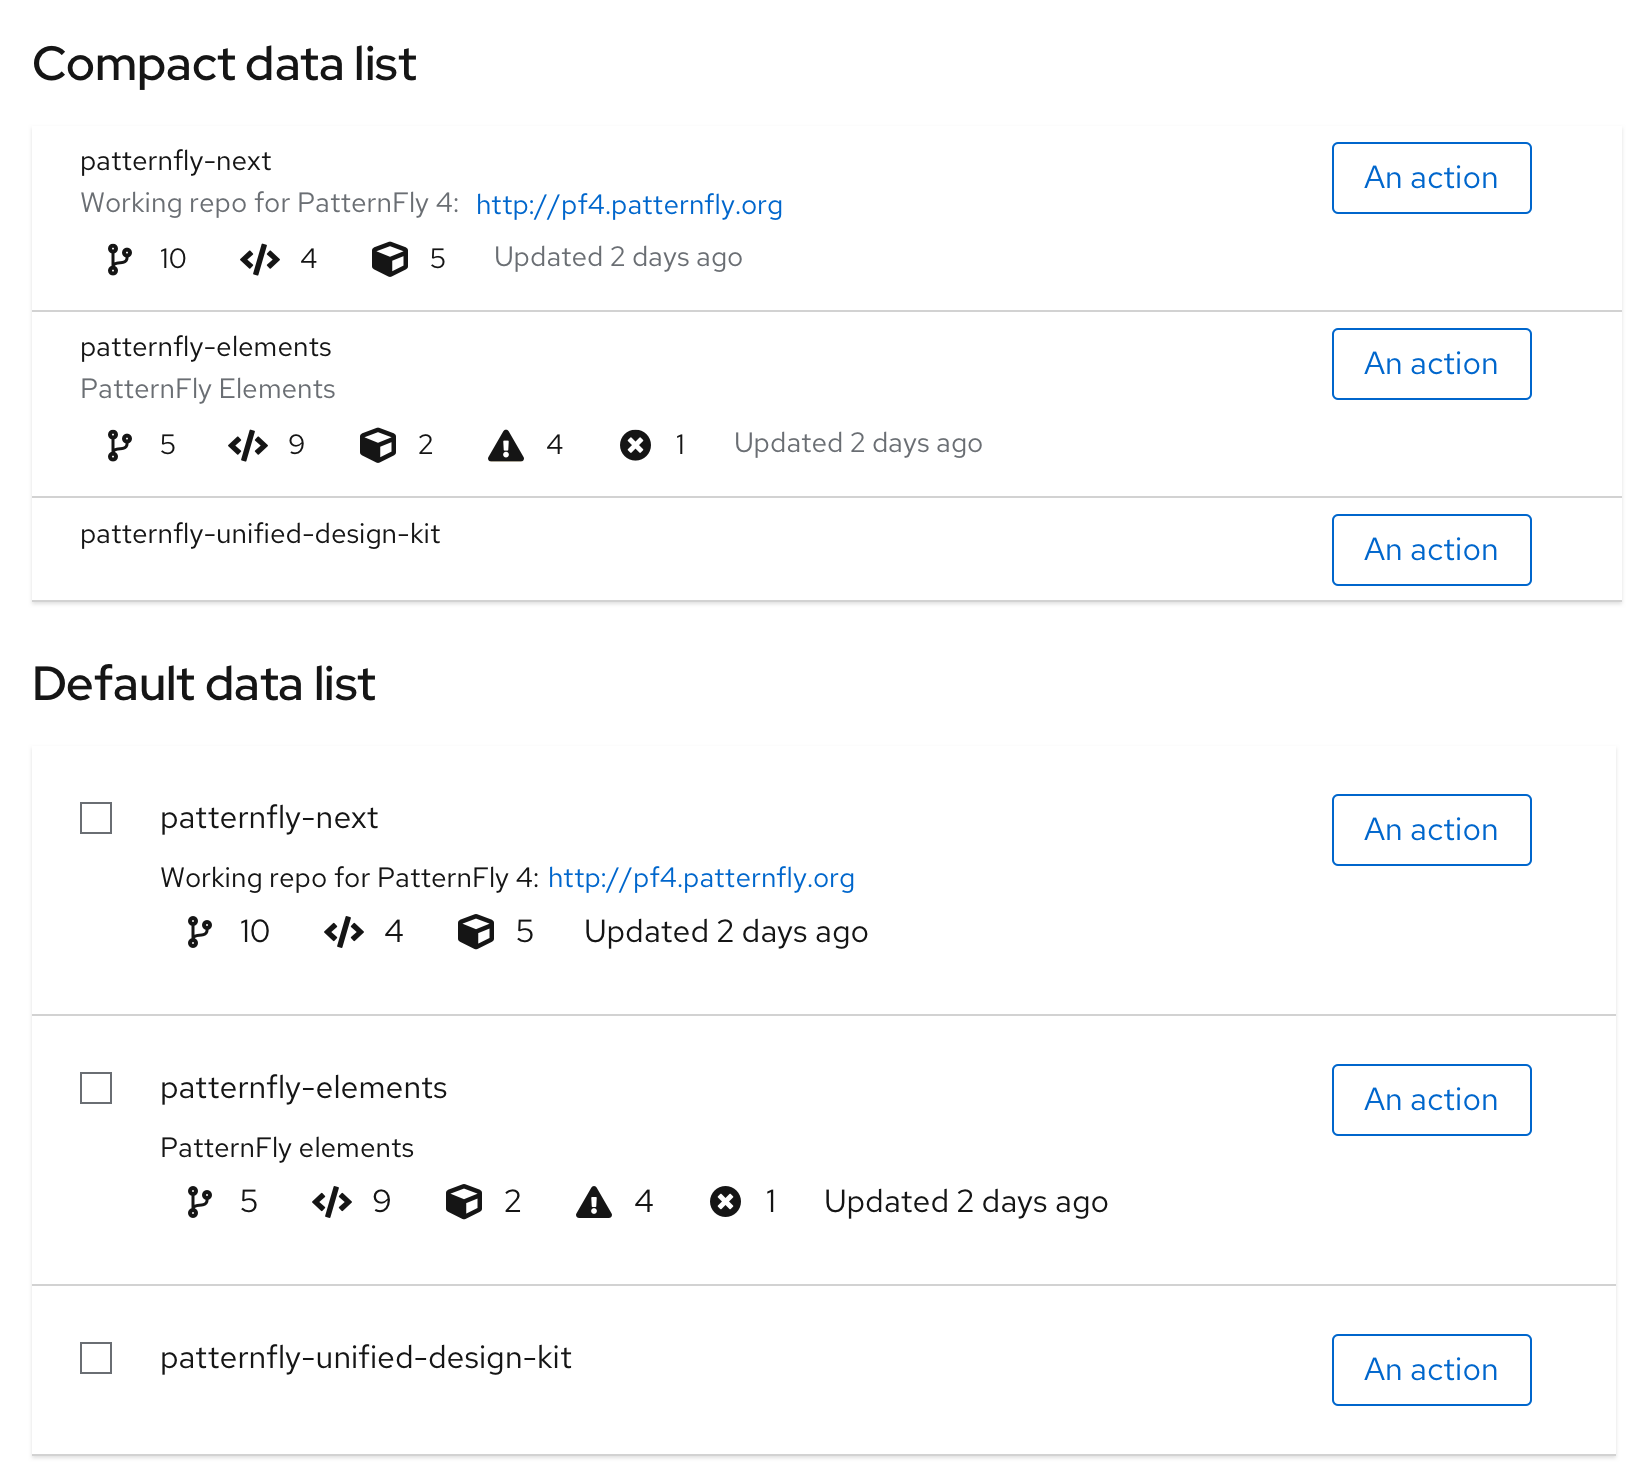 Compact data list
patternfly-next
An action
Working repo for PatternFly 4: http://pf4.patternfly.org
10 4 5 Updated 2 days ago
patternfly-elements
An action
PatternFly Elements
5 9 2 4 1 Updated 2 days ago
patternfly-unified-design-kit
An action
Default data list
patternfly-next
An action
Working repo for PatternFly 4: http://pf4.patternfly.org
10 4 5 Updated 2 days ago
patternfly-elements
An action
PatternFly elements
5 9 2 4 1 Updated 2 days ago
patternfly-unified-design-kit
An action